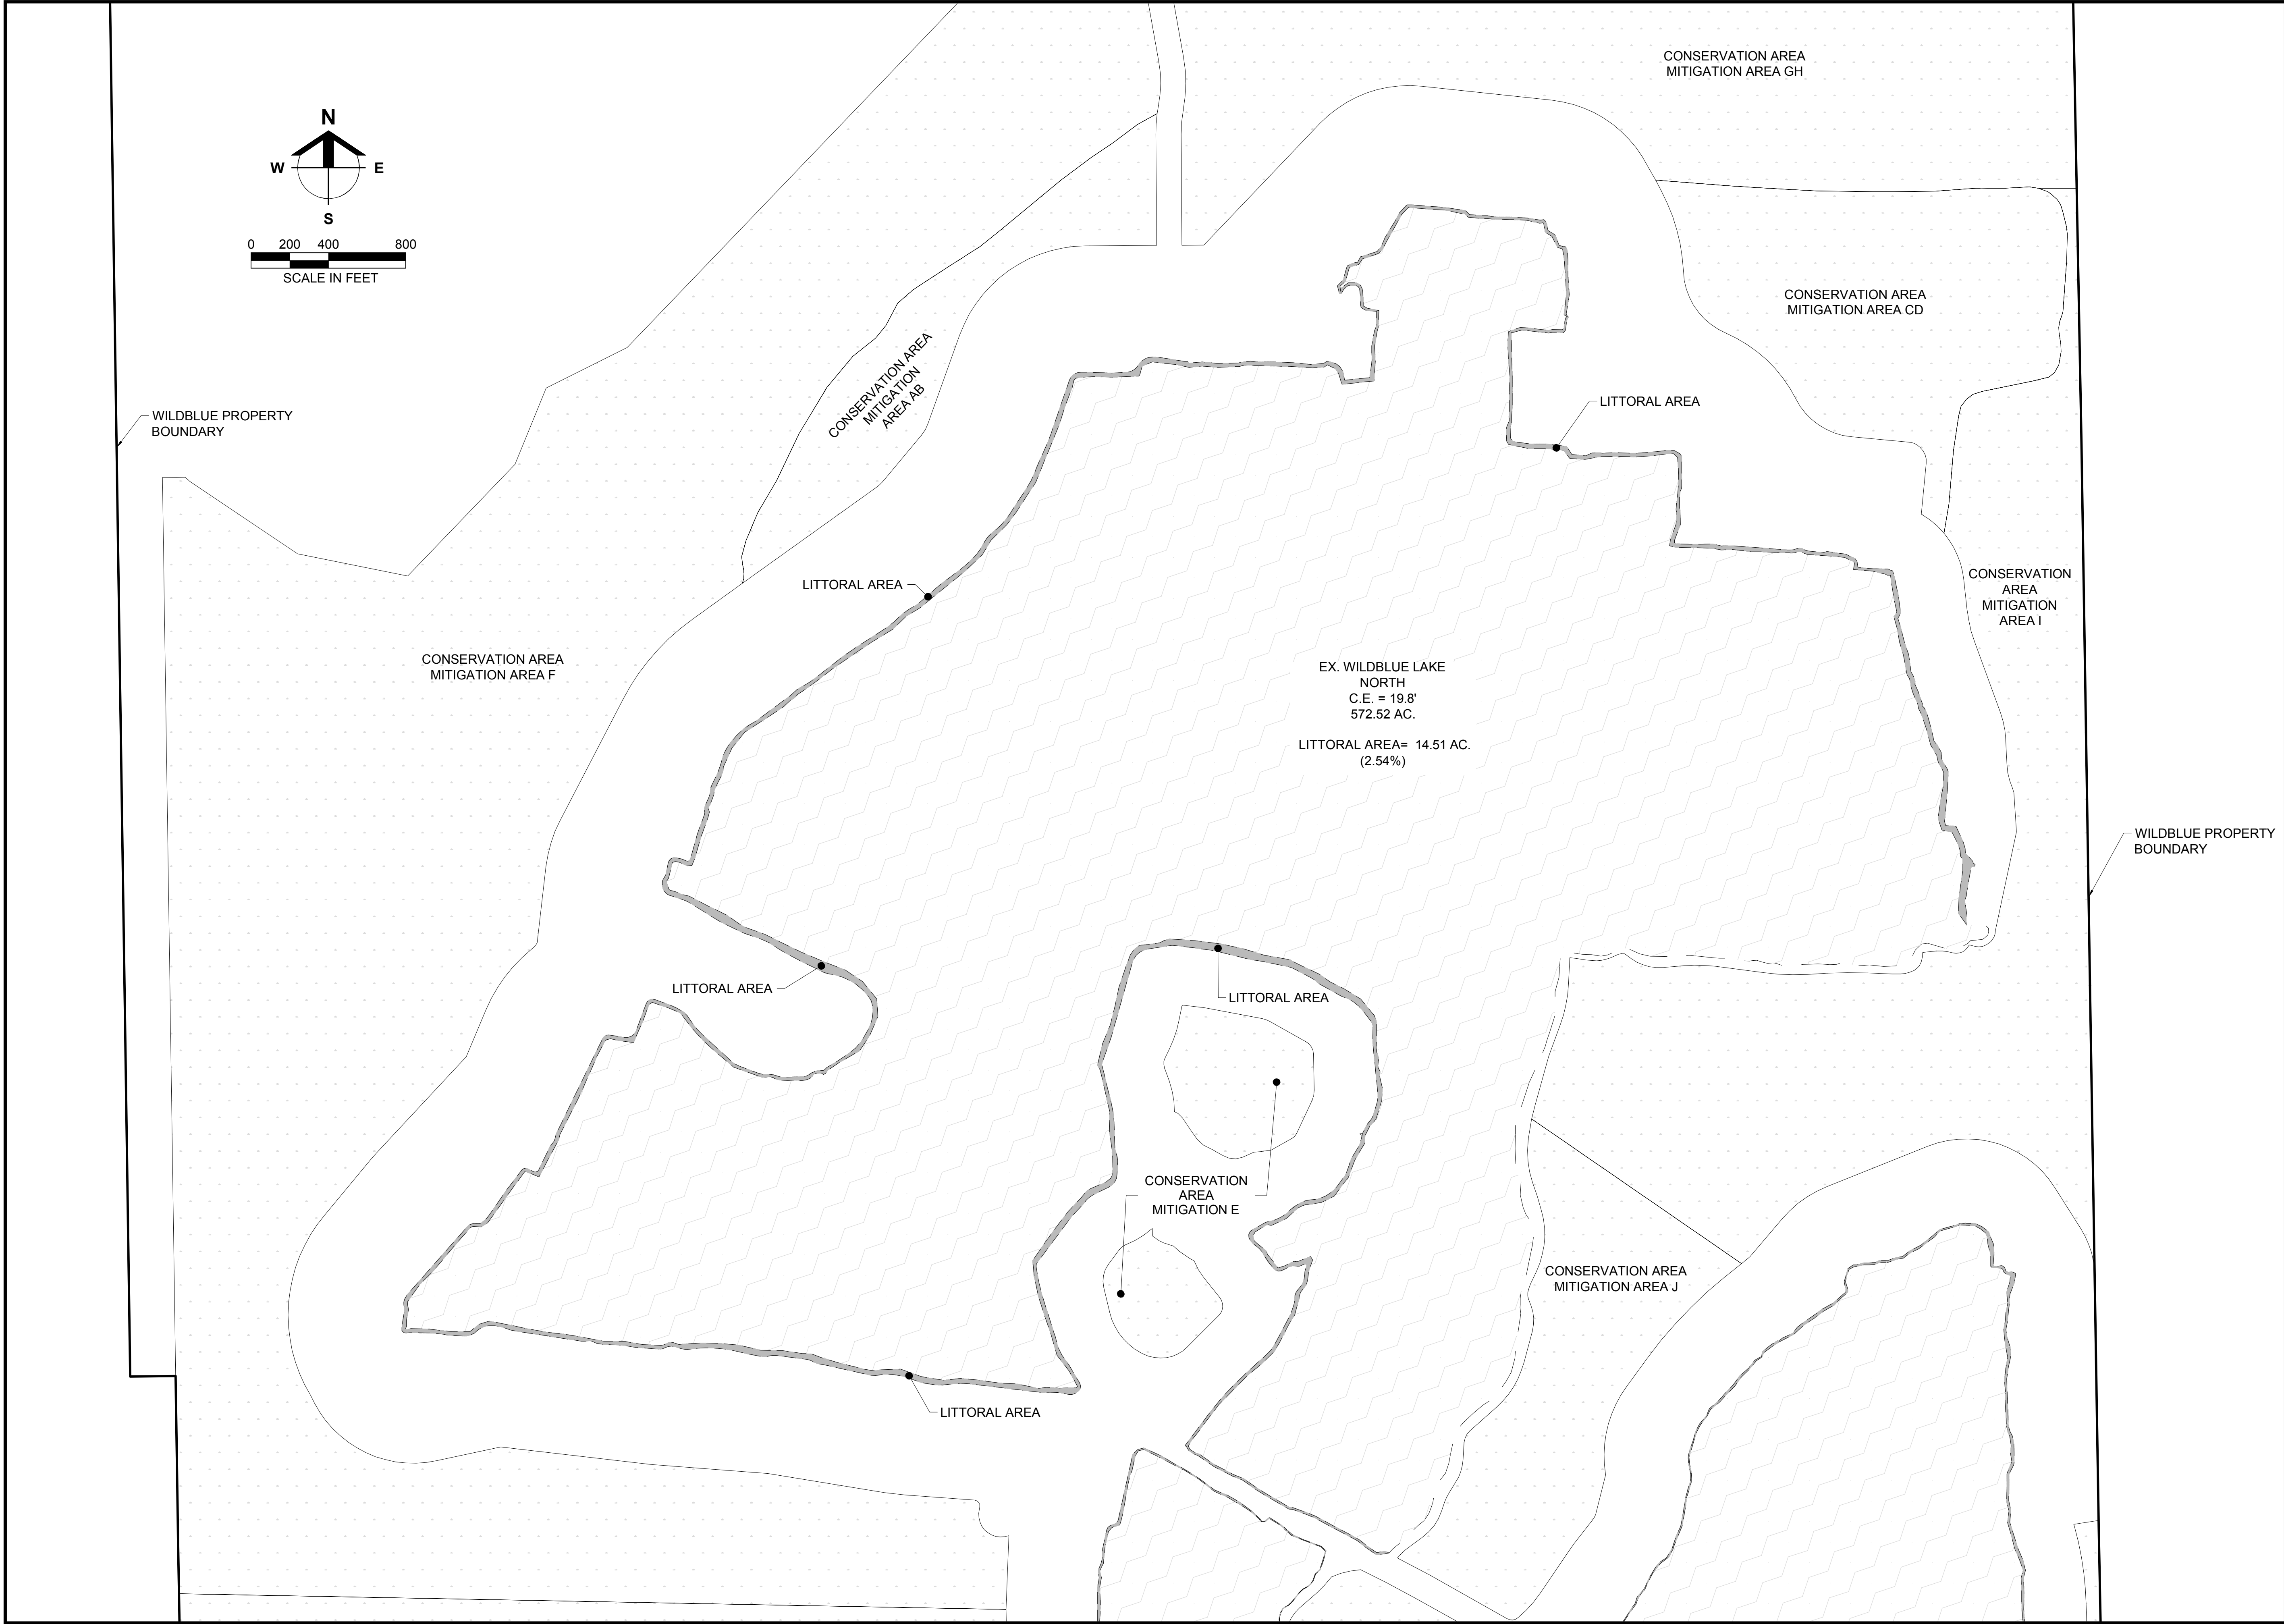 CONSERVATION AREA
MITIGATION AREA GH
N
W
E
S
0 200 400 800
SCALE IN FEET
CONSERVATION AREA
MITIGATION AREA CD
CONSERVATION AREA
MITIGATION
AREA AB
WILDBLUE PROPERTY
BOUNDARY
LITTORAL AREA
LITTORAL AREA
CONSERVATION
AREA
MITIGATION
AREA I
CONSERVATION AREA
MITIGATION AREA F
EX. WILDBLUE LAKE
NORTH
C.E. = 19.8'
572.52 AC.
LITTORAL AREA= 14.51 AC.
(2.54%)
WILDBLUE PROPERTY
BOUNDARY
LITTORAL AREA
LITTORAL AREA
CONSERVATION
AREA
MITIGATION E
CONSERVATION AREA
MITIGATION AREA J
LITTORAL AREA